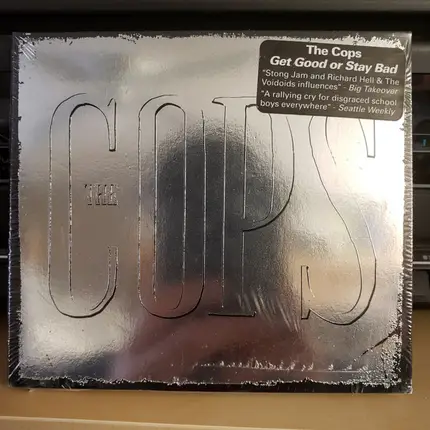 The Cops
Get Good or Stay Bad
"Stong Jam and Richard Hell & The
Voidoids influences" - Big Takeover
"A rallying cry for disgraced school
boys everywhere" - Seattle Weekly
THE
COPS